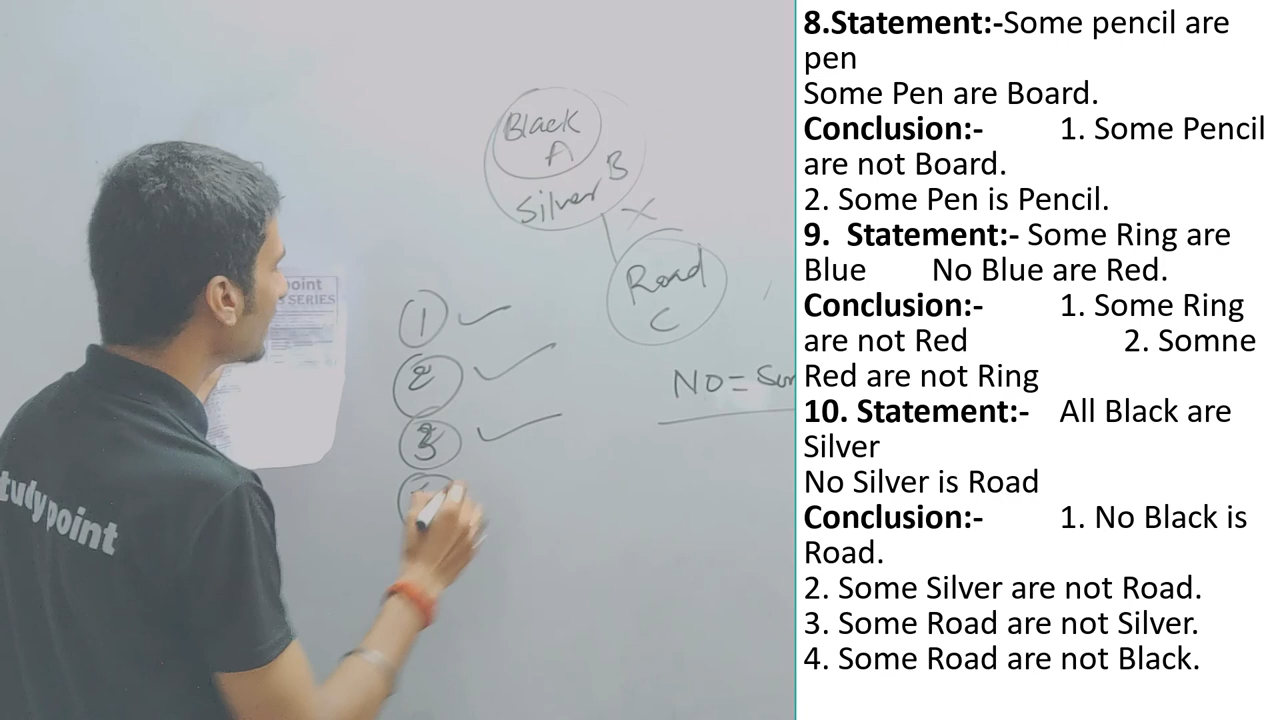 Black
A
B
Silver
X
Road
C
1
2
3
NO=
point
SERIES
tudypoint
8.Statement:-Some pencil are
pen
Some Pen are Board.
Conclusion:- 1. Some Pencil
are not Board.
2. Some Pen is Pencil.
9. Statement:- Some Ring are
Blue No Blue are Red.
Conclusion:- 1. Some Ring
are not Red 2. Somne
Red are not Ring
10. Statement:- All Black are
Silver
No Silver is Road
Conclusion:- 1. No Black is
Road.
2. Some Silver are not Road.
3. Some Road are not Silver.
4. Some Road are not Black.